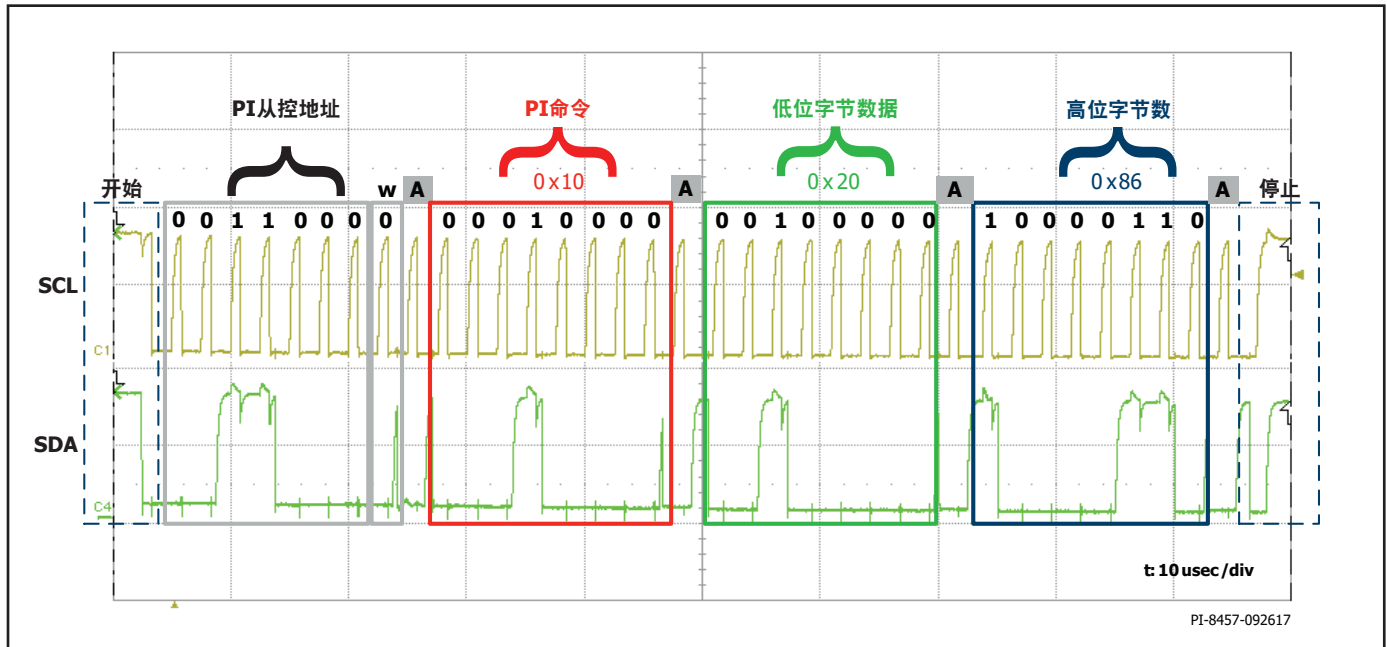 PI从控地址
PI命令
低位字节数据
高位字节数
0x10
0x20
0x86
开始
w
A
A
A
A
停止
0 0 1 1 0 0 0 0
0 0 0 1 0 0 0 0
0 0 1 0 0 0 0 0
1 0 0 0 0 1 1 0
SCL
C1
SDA
C4
t: 10 usec/div
PI-8457-092617